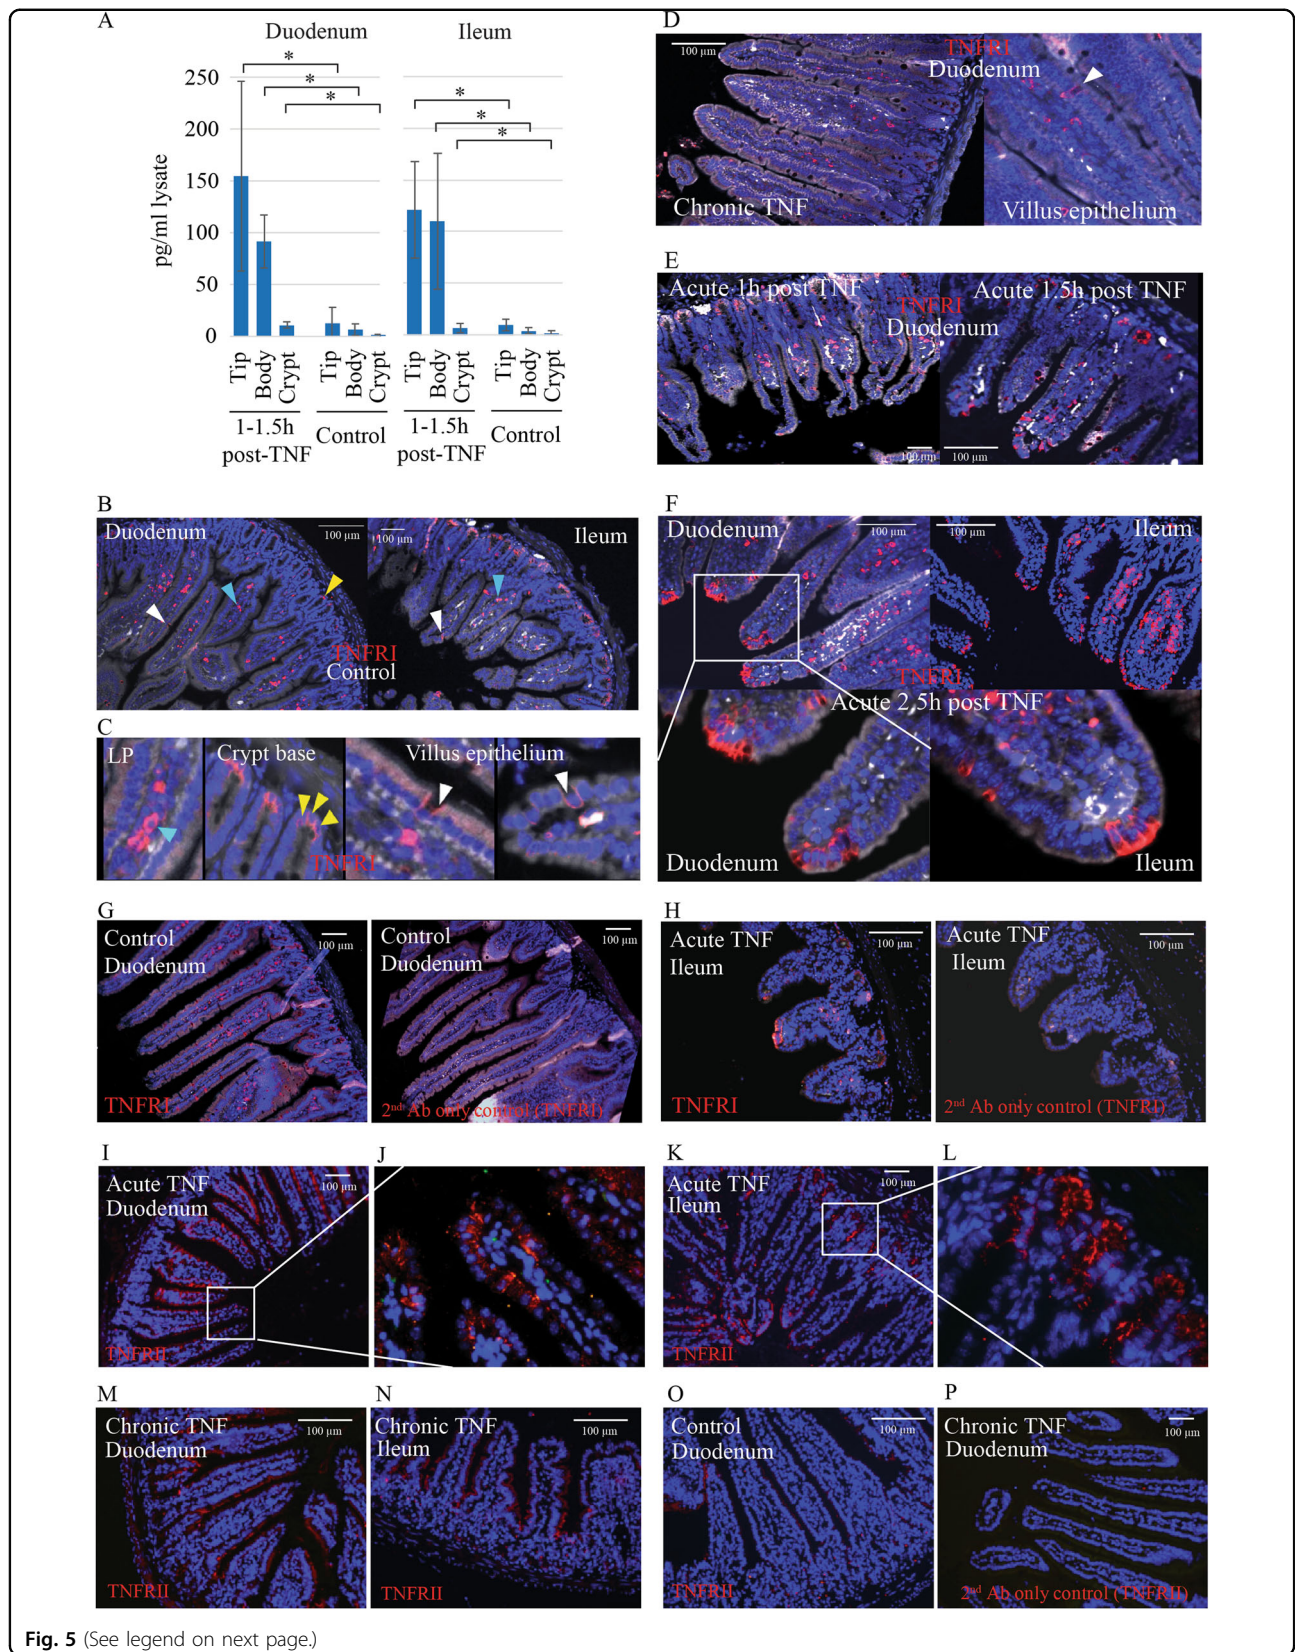 A
Duodenum Ileum
* *
* *
* *
250
200
150
100
50
0
pg/ml lysate
Tip Body Crypt Tip Body Crypt Tip Body Crypt Tip Body Crypt
1-1.5h post-TNF Control 1-1.5h post-TNF Control
B
Duodenum 100 µm 100 µm Ileum
TNFRI
Control
C
LP Crypt base Villus epithelium
TNFRI
D
100 µm TNFRI
Duodenum
Chronic TNF Villus epithelium
E
Acute 1h post TNF Acute 1.5h post TNF
TNFRI
Duodenum
100 µm 100 µm
F
Duodenum 100 µm 100 µm Ileum
TNFRI
Acute 2,5h post TNF
Duodenum Ileum
G
Control
Duodenum
100 µm
TNFRI
Control
Duodenum
100 µm
2nd Ab only control (TNFRI)
H
Acute TNF
Ileum
100 µm
TNFRI
Acute TNF
Ileum
100 µm
2nd Ab only control (TNFRI)
I
Acute TNF
Duodenum
100 µm
TNFRII
J
K
Acute TNF
Ileum
100 µm
TNFRII
L
M
Chronic TNF
Duodenum
100 µm
TNFRII
N
Chronic TNF
Ileum
100 µm
TNFRII
O
Control
Duodenum
100 µm
TNFRII
P
Chronic TNF
Duodenum
100 µm
2nd Ab only control (TNFRII)
Fig. 5 (See legend on next page.)